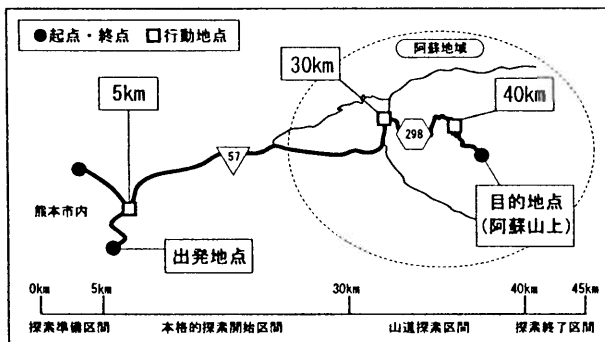 ●起点・終点 □行動地点
阿蘇地域
30km
5km
40km
298
57
熊本市内
目的地点
(阿蘇山上)
出発地点
0km 5km 30km 40km 45km
探索準備区間 本格的探索開始区間 山道探索区間 探索終了区間